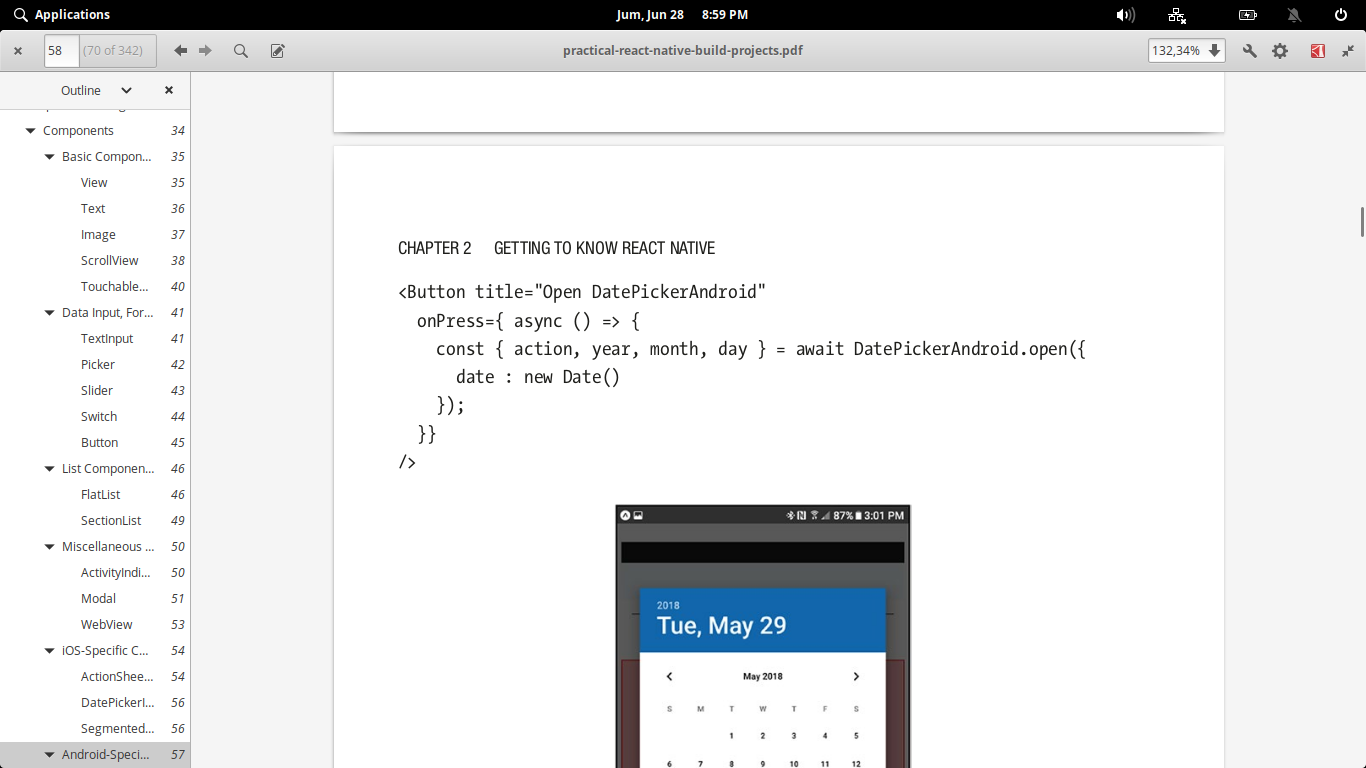 Applications
Jum, Jun 28 8:59 PM
58 (70 of 342)
practical-react-native-build-projects.pdf
132,34%
Outline
Components 34
Basic Compon... 35
View 35
Text 36
Image 37
ScrollView 38
Touchable... 40
Data Input, For... 41
TextInput 41
Picker 42
Slider 43
Switch 44
Button 45
List Componen... 46
FlatList 46
SectionList 49
Miscellaneous ... 50
ActivityIndi... 50
Modal 51
WebView 53
iOS-Specific C... 54
ActionShee... 54
DatePickerI... 56
Segmented... 56
Android-Speci... 57
CHAPTER 2 GETTING TO KNOW REACT NATIVE
<Button title="Open DatePickerAndroid"
onPress={ async () => {
const { action, year, month, day } = await DatePickerAndroid.open({
date : new Date()
});
}}
/>
87% 3:01 PM
2018
Tue, May 29
May 2018
S M T W T F S
1 2 3 4 5
6 7 8 9 10 11 12